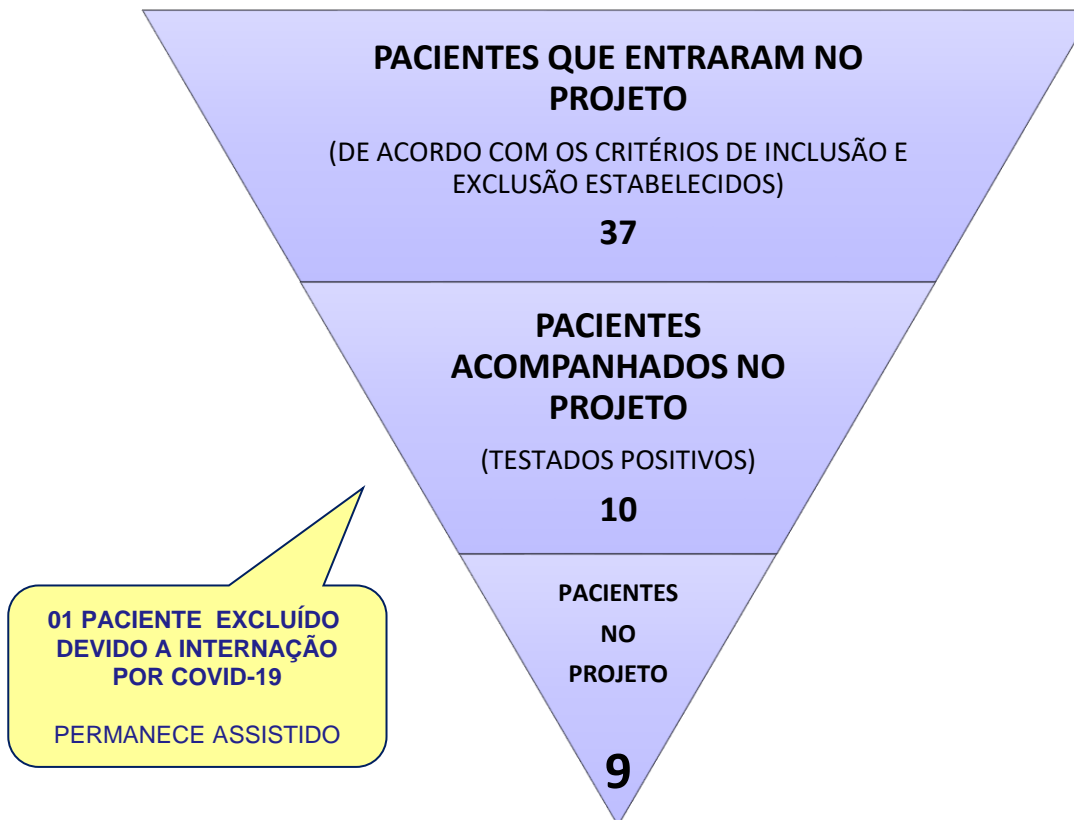 PACIENTES QUE ENTRARAM NO
PROJETO
(DE ACORDO COM OS CRITÉRIOS DE INCLUSÃO E
EXCLUSÃO ESTABELECIDOS)
37
PACIENTES
ACOMPANHADOS NO
PROJETO
(TESTADOS POSITIVOS)
10
01 PACIENTE EXCLUÍDO
DEVIDO A INTERNAÇÃO
POR COVID-19
PERMANECE ASSISTIDO
PACIENTES
NO
PROJETO
9